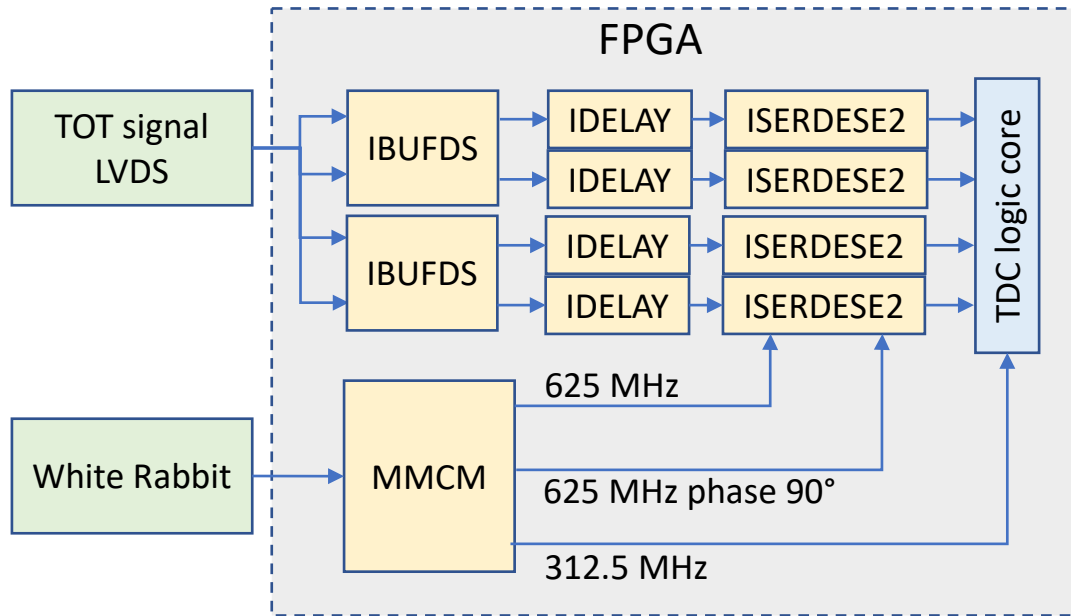 FPGA
TOT signal
LVDS
IBUFDS
IDELAY
ISERDESE2
IDELAY
ISERDESE2
IBUFDS
IDELAY
ISERDESE2
IDELAY
ISERDESE2
TDC logic core
White Rabbit
MMCM
625 MHz
625 MHz phase 90°
312.5 MHz